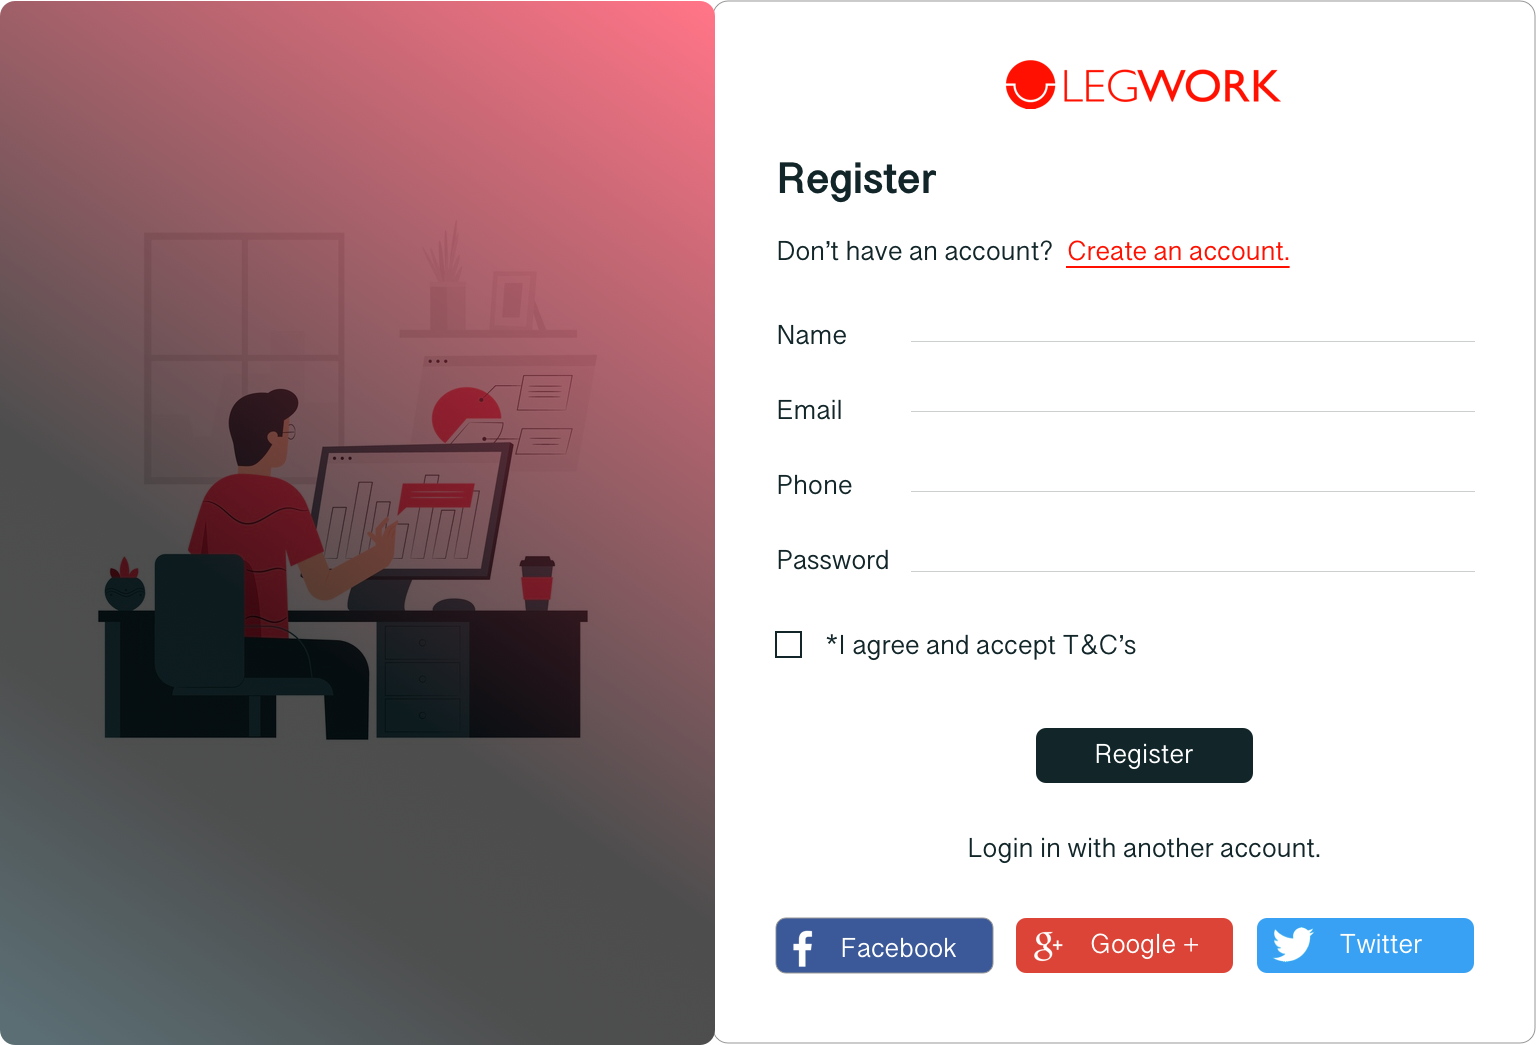 LEGWORK
Register
Don’t have an account? Create an account.
Name
Email
Phone
Password
*I agree and accept T&C’s
Register
Login in with another account.
f Facebook
g+ Google +
Twitter